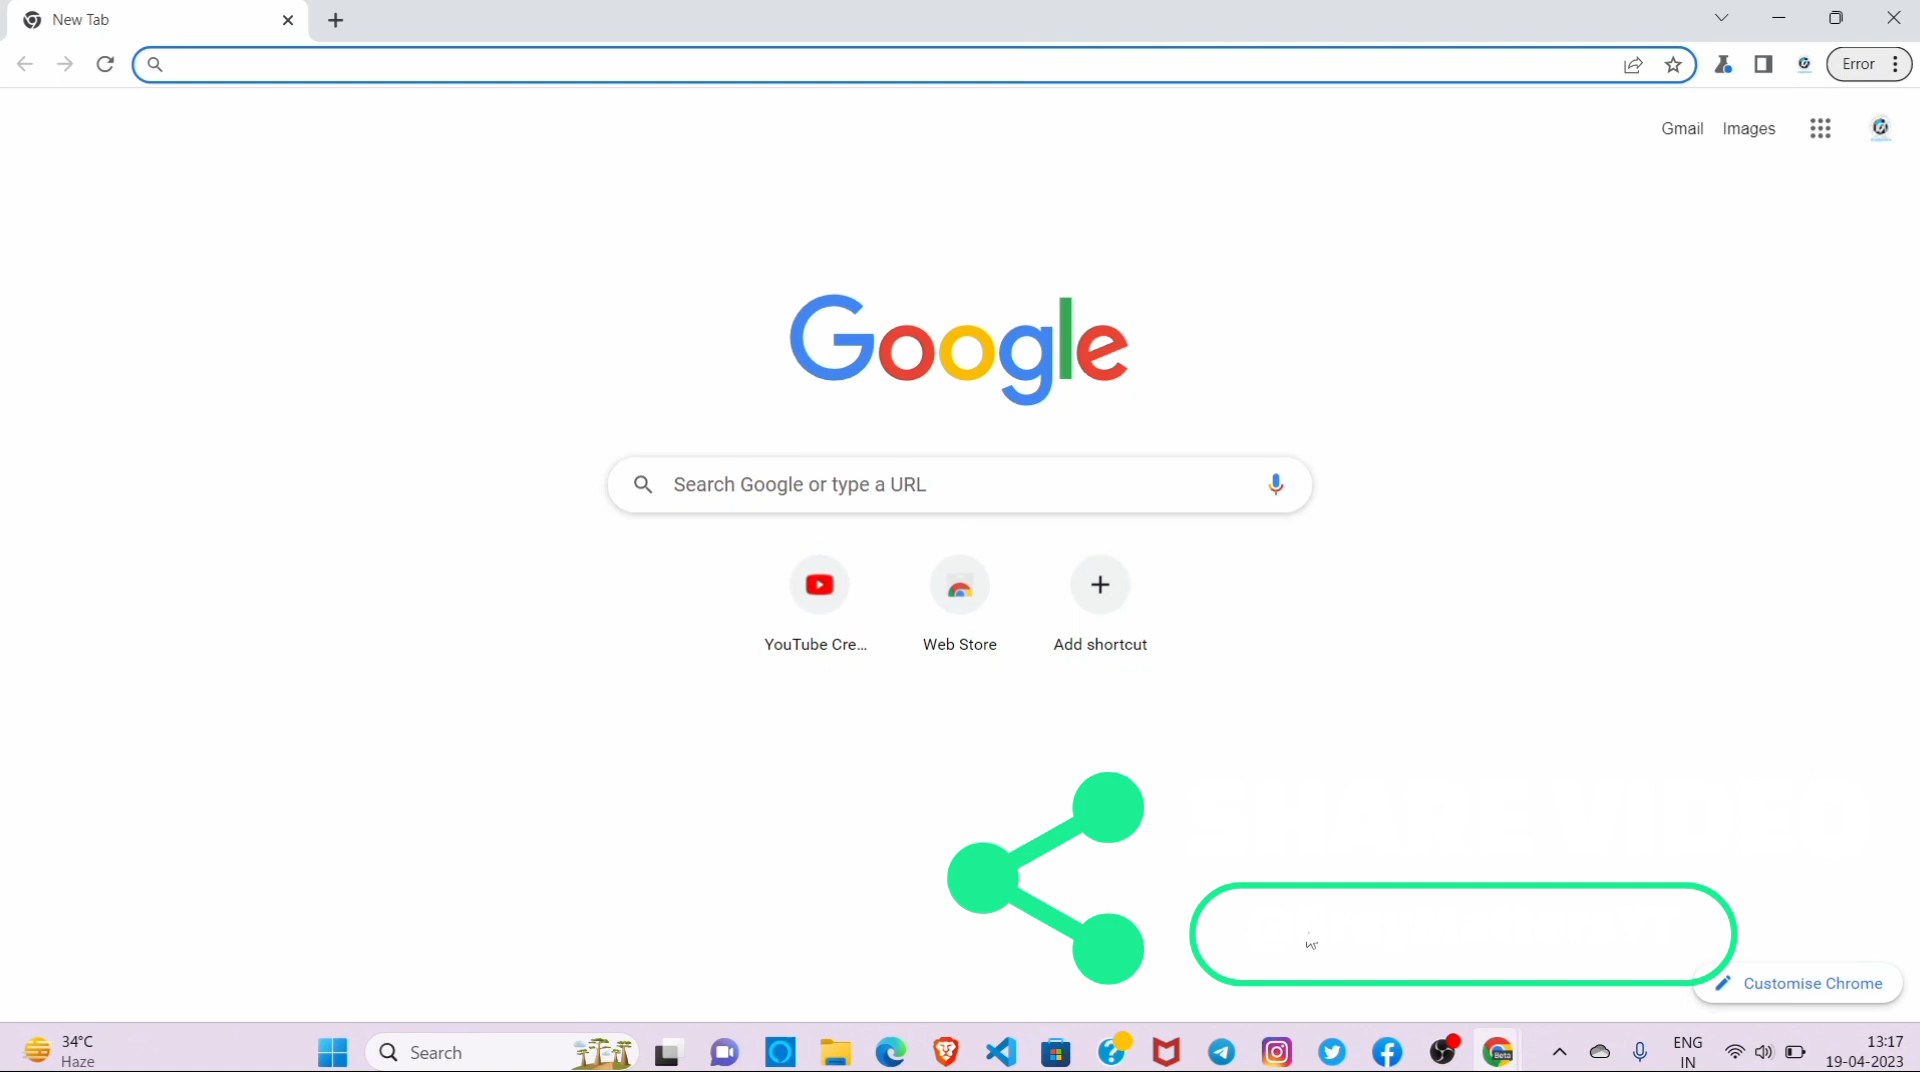 New Tab
Error
Gmail Images
Google
Search Google or type a URL
YouTube Cre...
Web Store
Add shortcut
Customise Chrome
34°C
Haze
Search
Beta
ENG
IN
13:17
19-04-2023